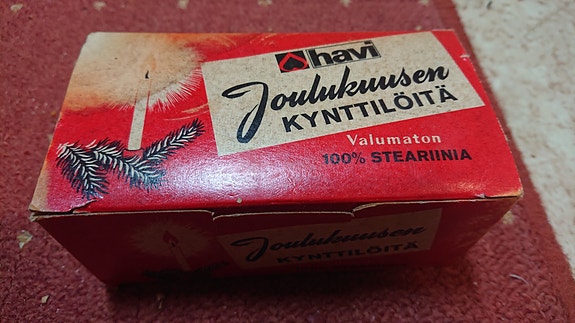 havi
Joulukuusen
KYNTTILÖITÄ
Valumaton
100% STEARIINIA
Joulukuusen
KYNTTILÖITÄ